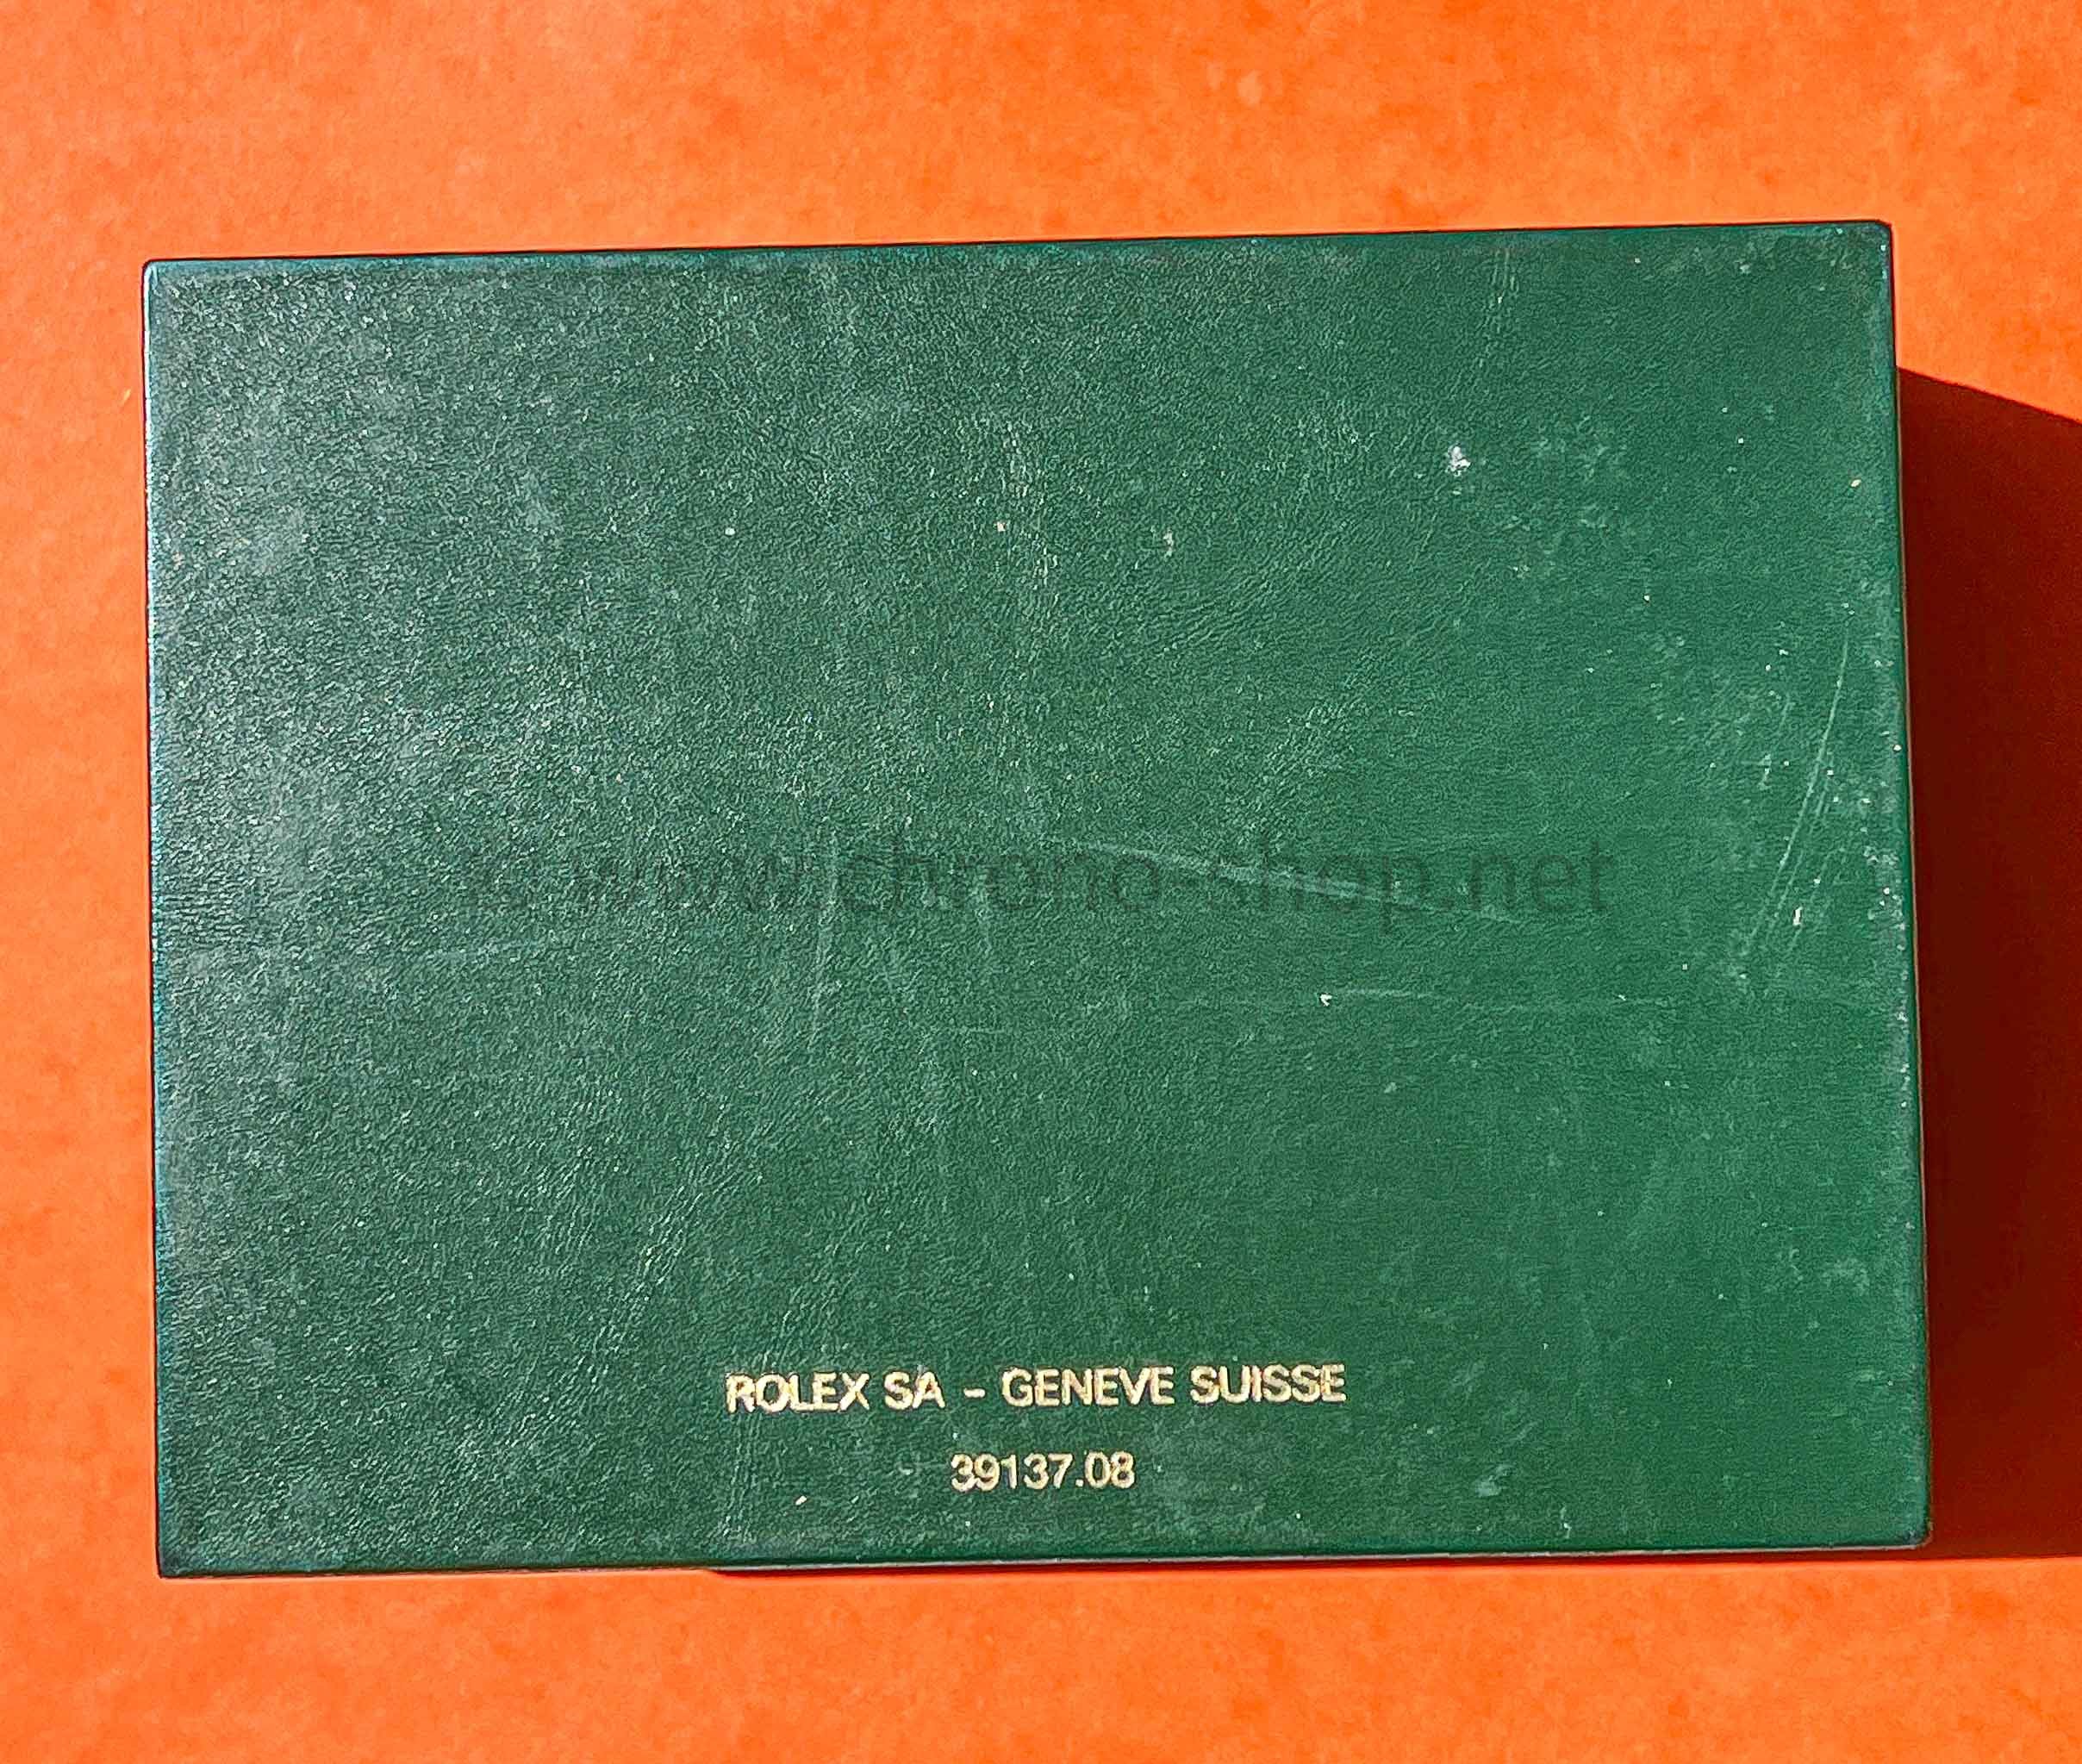 www.chrono-shop.net
ROLEX SA - GENEVE SUISSE
39137.08